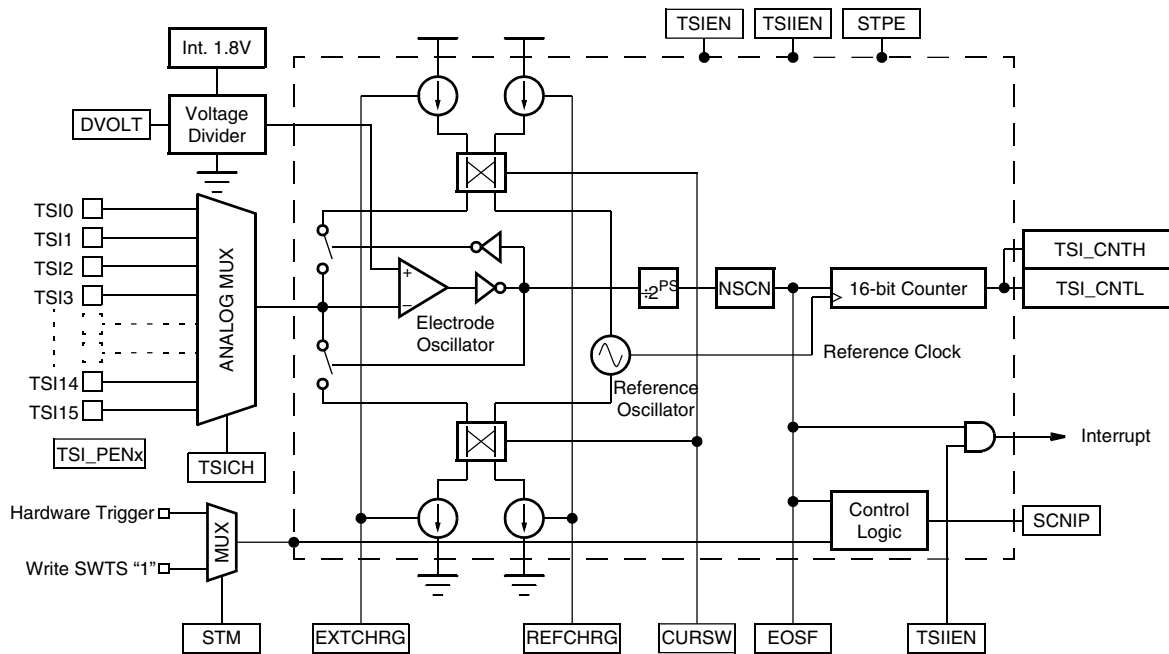 TSIEN
TSIIEN
STPE
Int. 1.8V
DVOLT
Voltage
Divider
TSI0
TSI1
TSI2
TSI3
TSI14
TSI15
ANALOG MUX
+
–
Electrode
Oscillator
÷2PS
NSCN
16-bit Counter
TSI_CNTH
TSI_CNTL
Reference Clock
Reference
Oscillator
TSI_PENx
TSICH
Interrupt
Hardware Trigger
MUX
Write SWTS “1”
Control
Logic
SCNIP
STM
EXTCHRG
REFCHRG
CURSW
EOSF
TSIIEN